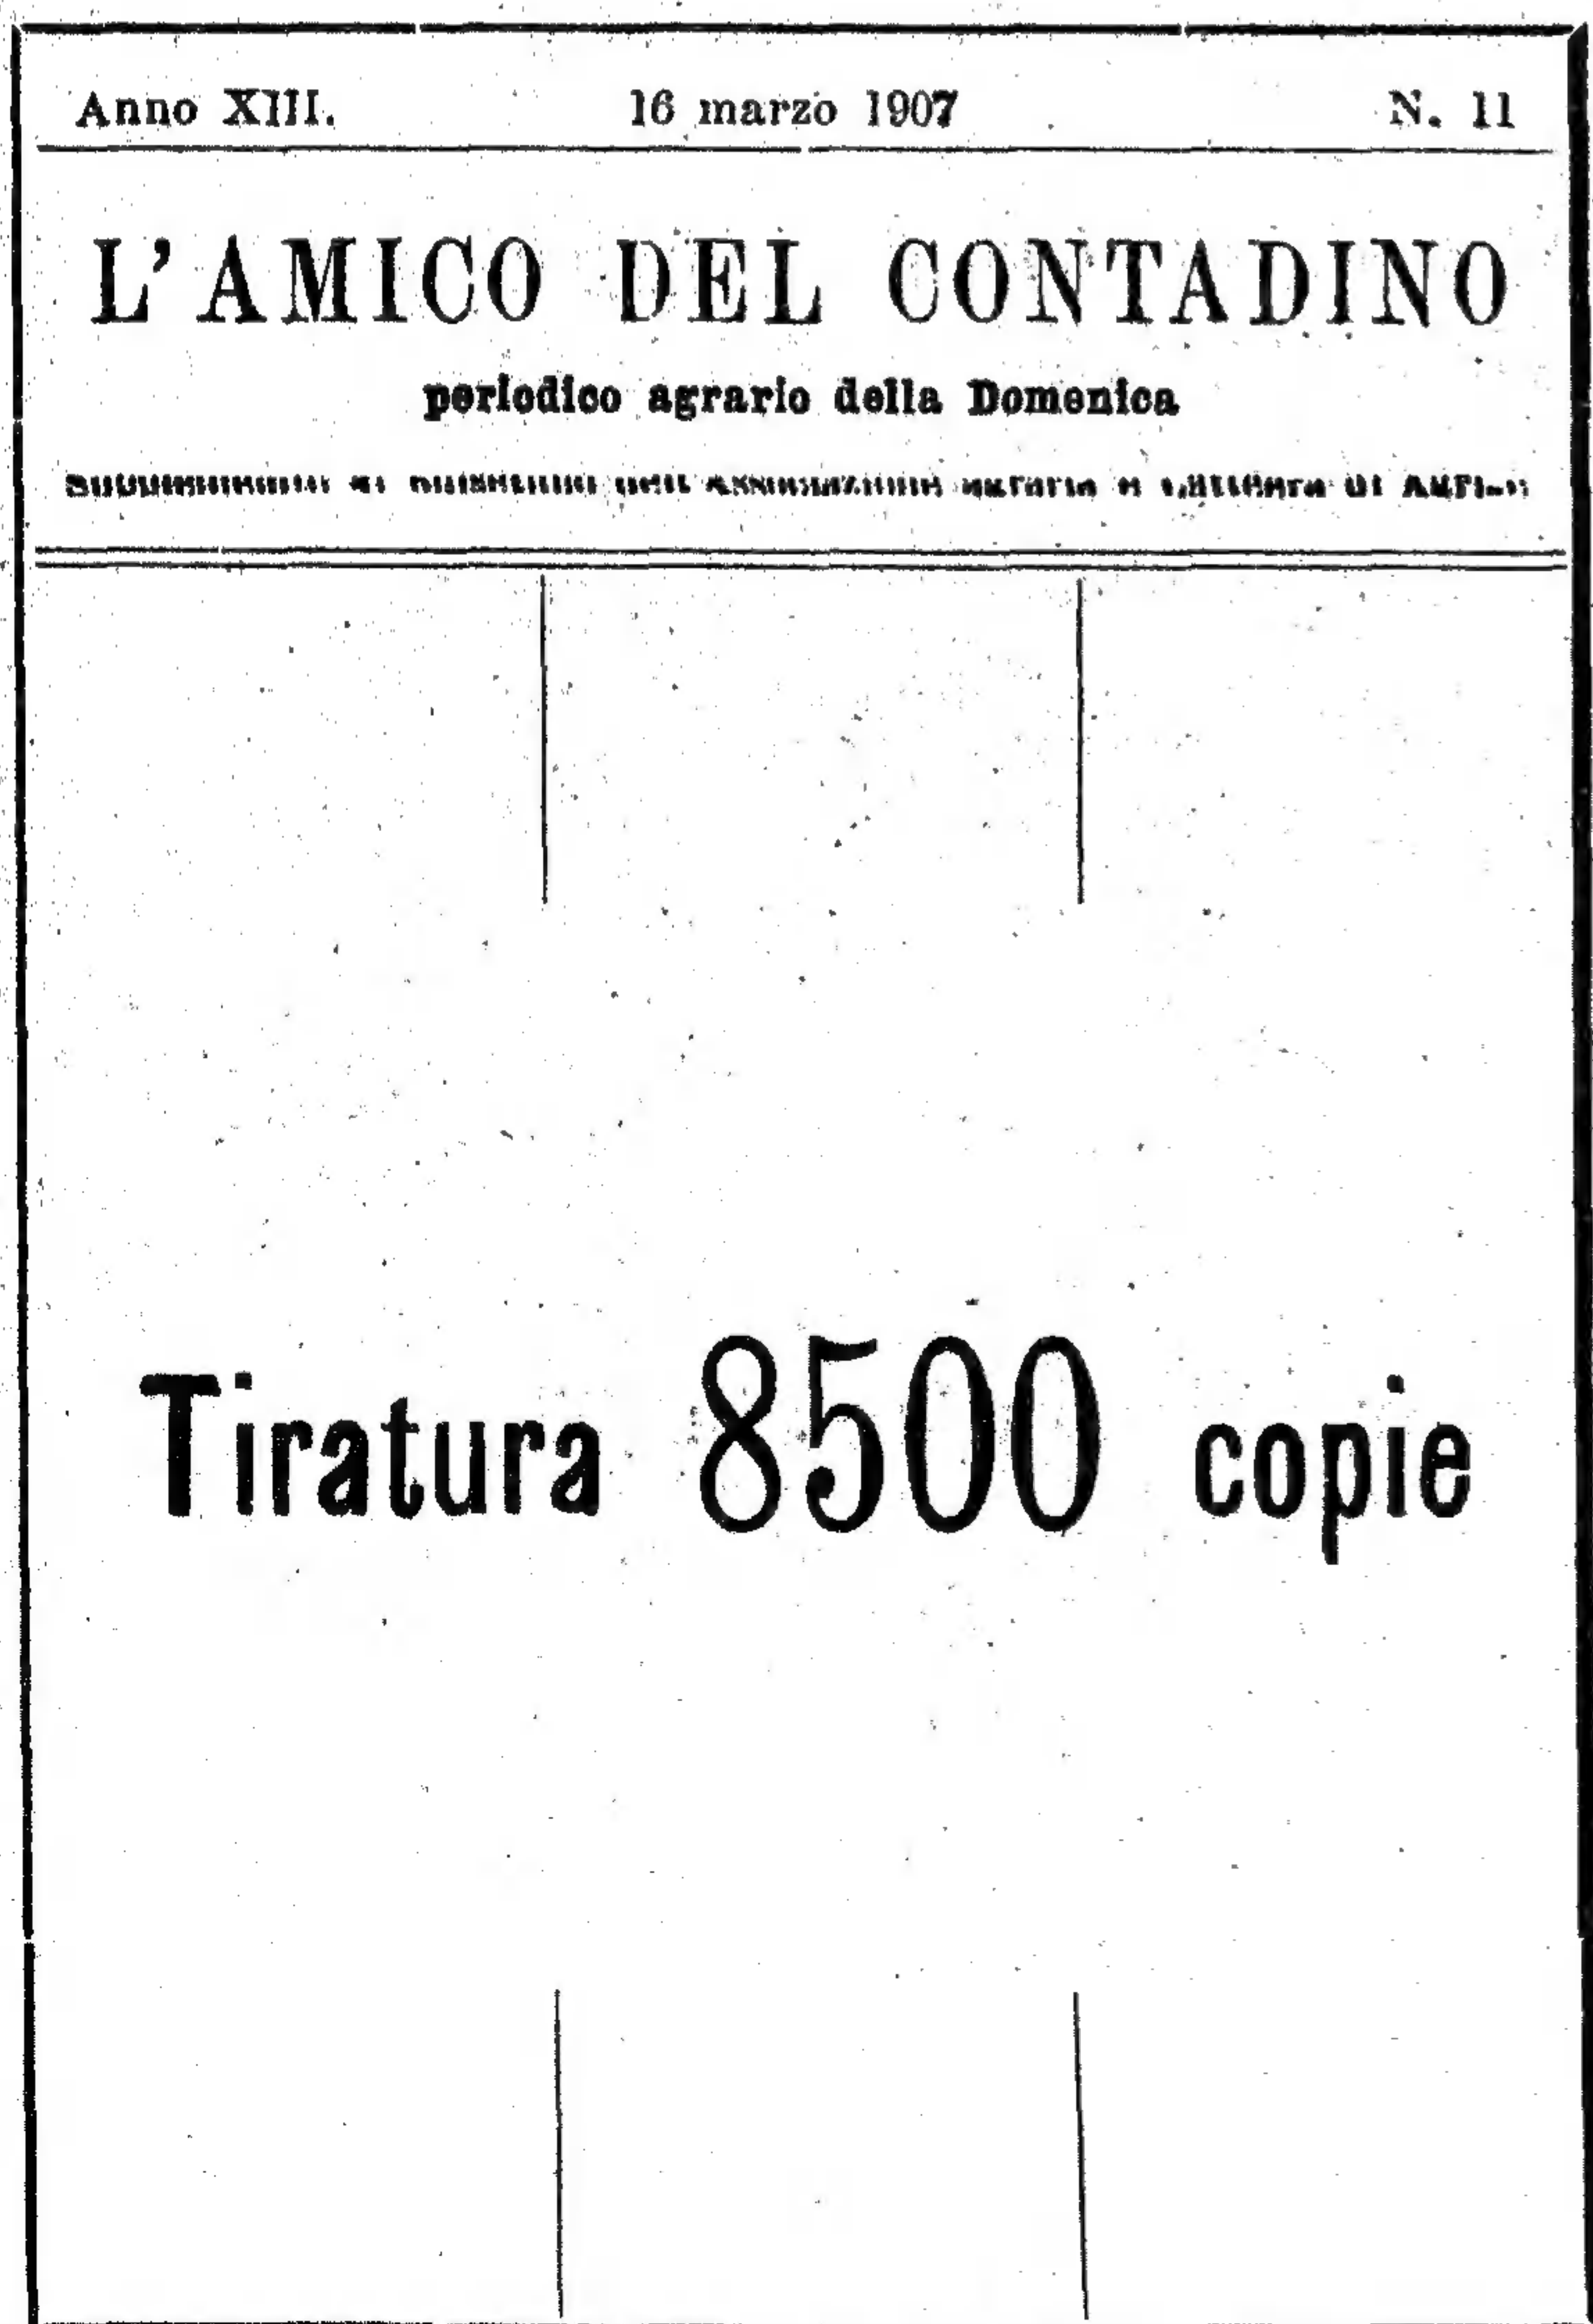 Anno XIII. 16 marzo 1907 N. 11
L'AMICO DEL CONTADINO
periodico agrario della Domenica
Tiratura 8500 copie